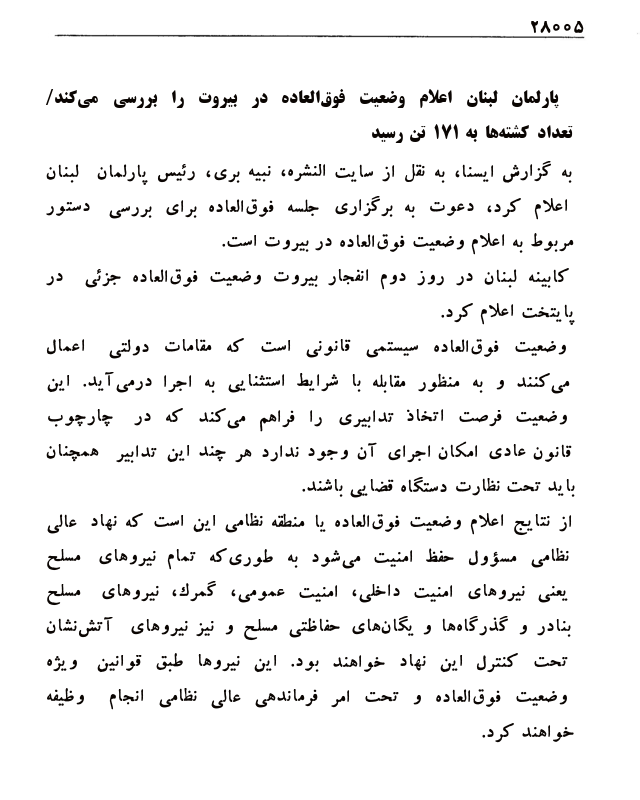 ۲۸۰۰۵
پارلمان لبنان اعلام وضعیت فوق‌العاده در بیروت را بررسی می‌کند/
تعداد کشته‌ها به ۱۷۱ تن رسید
به گزارش ایسنا، به نقل از سایت النشره، نبیه بری، رئیس پارلمان لبنان
اعلام کرد، دعوت به برگزاری جلسه فوق‌العاده برای بررسی دستور
مربوط به اعلام وضعیت فوق‌العاده در بیروت است.
کابینه لبنان در روز دوم انفجار بیروت وضعیت فوق‌العاده جزئی در
پایتخت اعلام کرد.
وضعیت فوق‌العاده سیستمی قانونی است که مقامات دولتی اعمال
می‌کنند و به منظور مقابله با شرایط استثنایی به اجرا درمی‌آید. این
وضعیت فرصت اتخاذ تدابیری را فراهم می‌کند که در چارچوب
قانون عادی امکان اجرای آن وجود ندارد هر چند این تدابیر همچنان
باید تحت نظارت دستگاه قضایی باشند.
از نتایج اعلام وضعیت فوق‌العاده یا منطقه نظامی این است که نهاد عالی
نظامی مسؤول حفظ امنیت می‌شود به طوری‌که تمام نیروهای مسلح
یعنی نیروهای امنیت داخلی، امنیت عمومی، گمرك، نیروهای مسلح
بنادر و گذرگاه‌ها و یگان‌های حفاظتی مسلح و نیز نیروهای آتش‌نشان
تحت کنترل این نهاد خواهند بود. این نیروها طبق قوانین ویژه
وضعیت فوق‌العاده و تحت امر فرماندهی عالی نظامی انجام وظیفه
خواهند کرد.